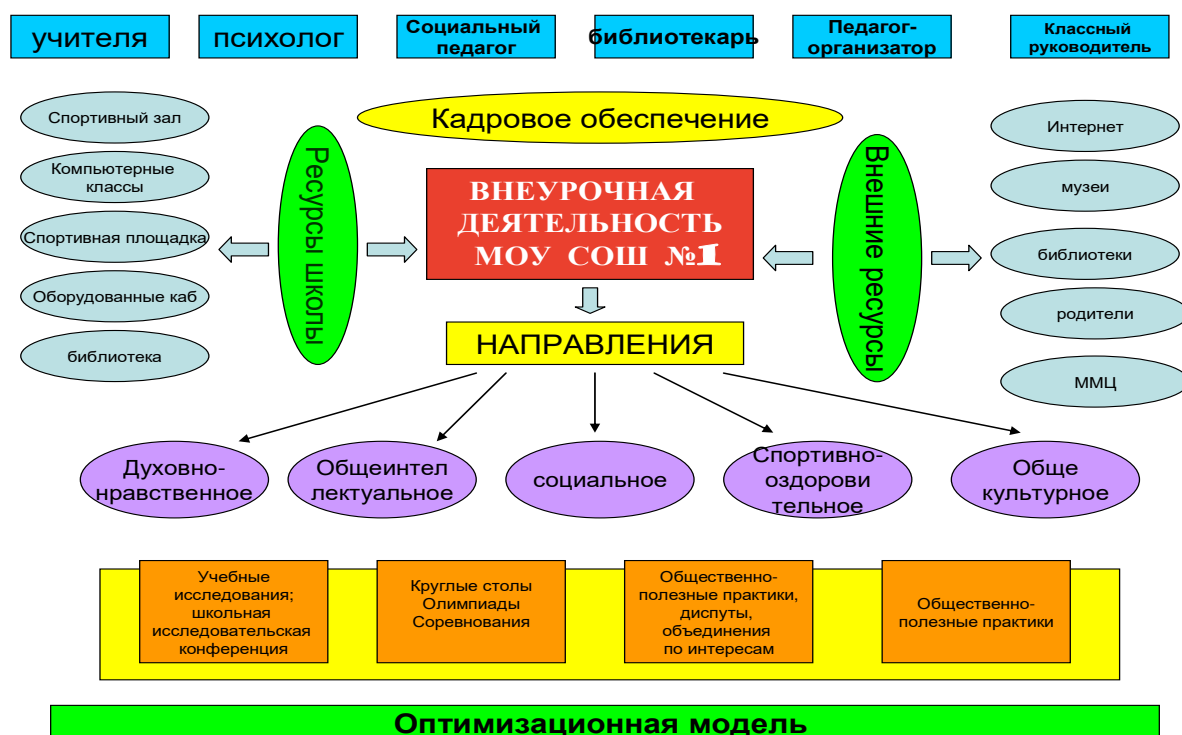 учителя
психолог
Социальный
педагог
библиотекарь
Педагог-
организатор
Классный
руководитель
Кадровое обеспечение
Спортивный зал
Компьютерные
классы
Спортивная площадка
Оборудованные каб
библиотека
Ресурсы школы
ВНЕУРОЧНАЯ
ДЕЯТЕЛЬНОСТЬ
МОУ СОШ №1
Внешние ресурсы
Интернет
музеи
библиотеки
родители
ММЦ
НАПРАВЛЕНИЯ
Духовно-
нравственное
Общеинтел
лектуальное
социальное
Спортивно-
оздорови
тельное
Обще
культурное
Учебные
исследования;
школьная
исследовательская
конференция
Круглые столы
Олимпиады
Соревнования
Общественно-
полезные практики,
диспуты,
объединения
по интересам
Общественно-
полезные практики
Оптимизационная модель